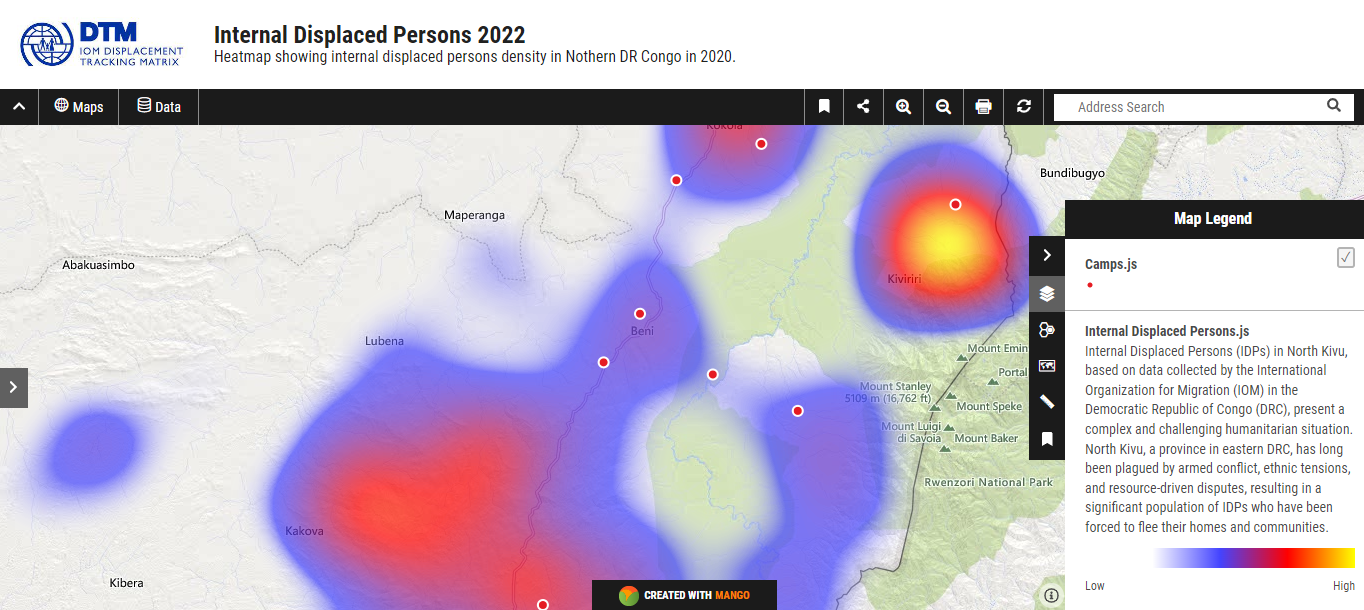 DTM
IOM DISPLACEMENT
TRACKING MATRIX
Internal Displaced Persons 2022
Heatmap showing internal displaced persons density in Nothern DR Congo in 2020.
Maps
Data
Address Search
Kokola
Bundibugyo
Maperanga
Abakuasimbo
Kiviriri
Beni
Lubena
Mount Emin
Portal
Mount Stanley
5109 m (16,762 ft)
Mount Speke
Mount Luigi
di Savoia
Mount Baker
Rwenzori National Park
Kakova
Kibera
CREATED WITH MANGO
Map Legend
Camps.js
Internal Displaced Persons.js
Internal Displaced Persons (IDPs) in North Kivu,
based on data collected by the International
Organization for Migration (IOM) in the
Democratic Republic of Congo (DRC), present a
complex and challenging humanitarian situation.
North Kivu, a province in eastern DRC, has long
been plagued by armed conflict, ethnic tensions,
and resource-driven disputes, resulting in a
significant population of IDPs who have been
forced to flee their homes and communities.
Low
High